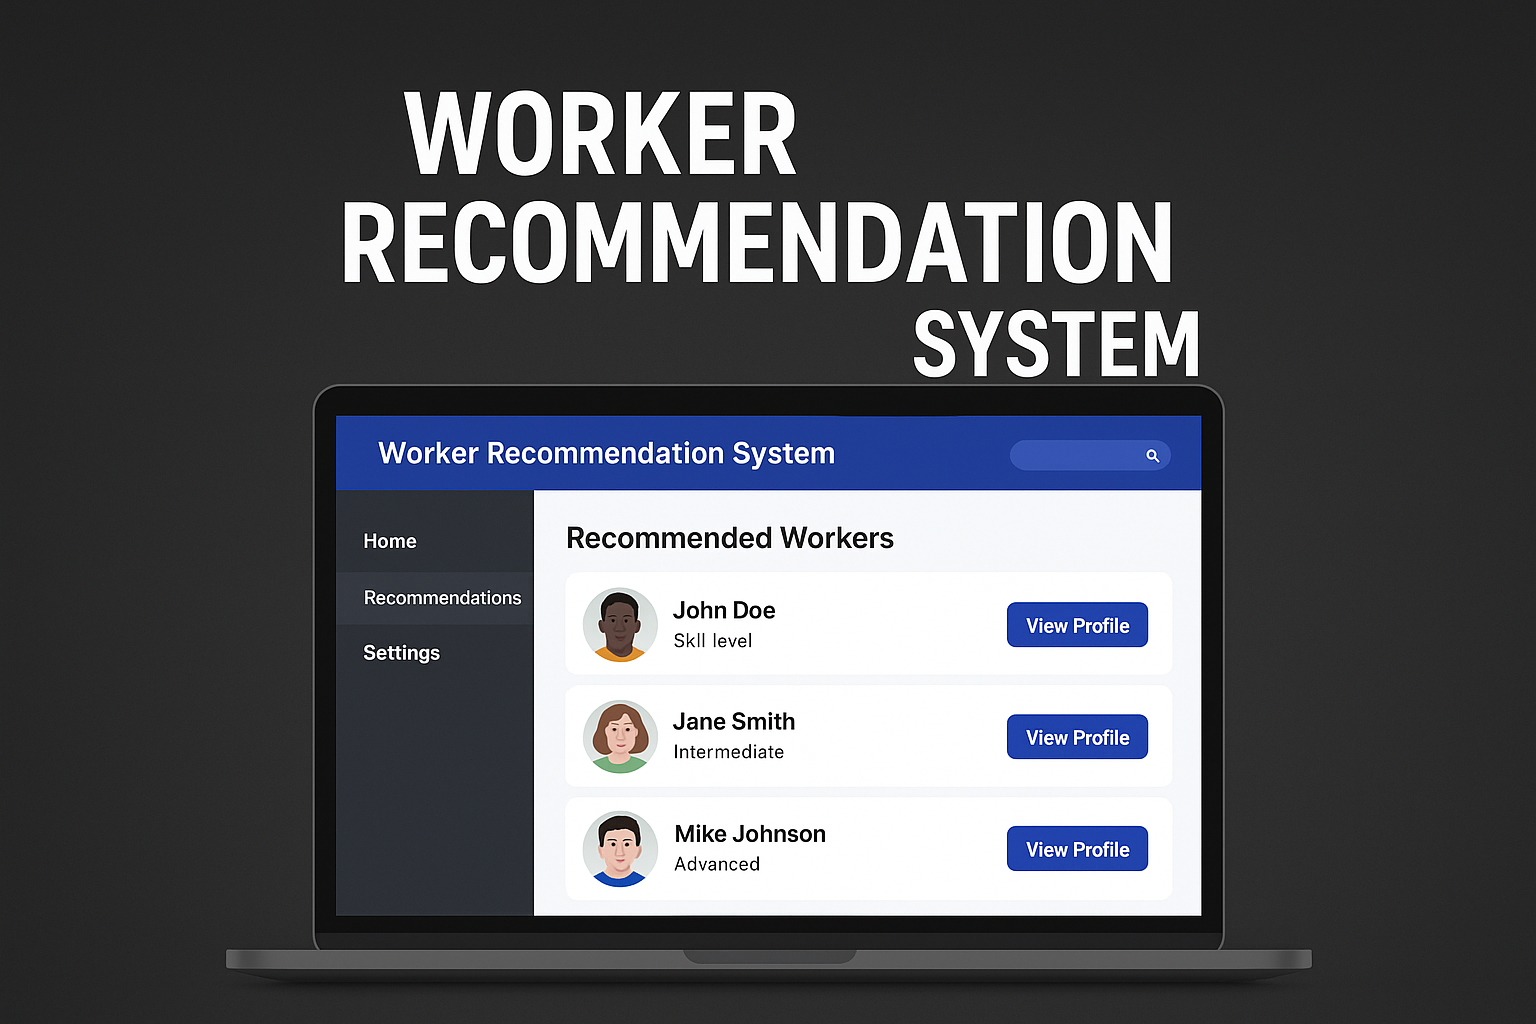 WORKER
RECOMMENDATION
SYSTEM
Worker Recommendation System
Home
Recommendations
Settings
Recommended Workers
John Doe
Skll level
View Profile
Jane Smith
Intermediate
View Profile
Mike Johnson
Advanced
View Profile